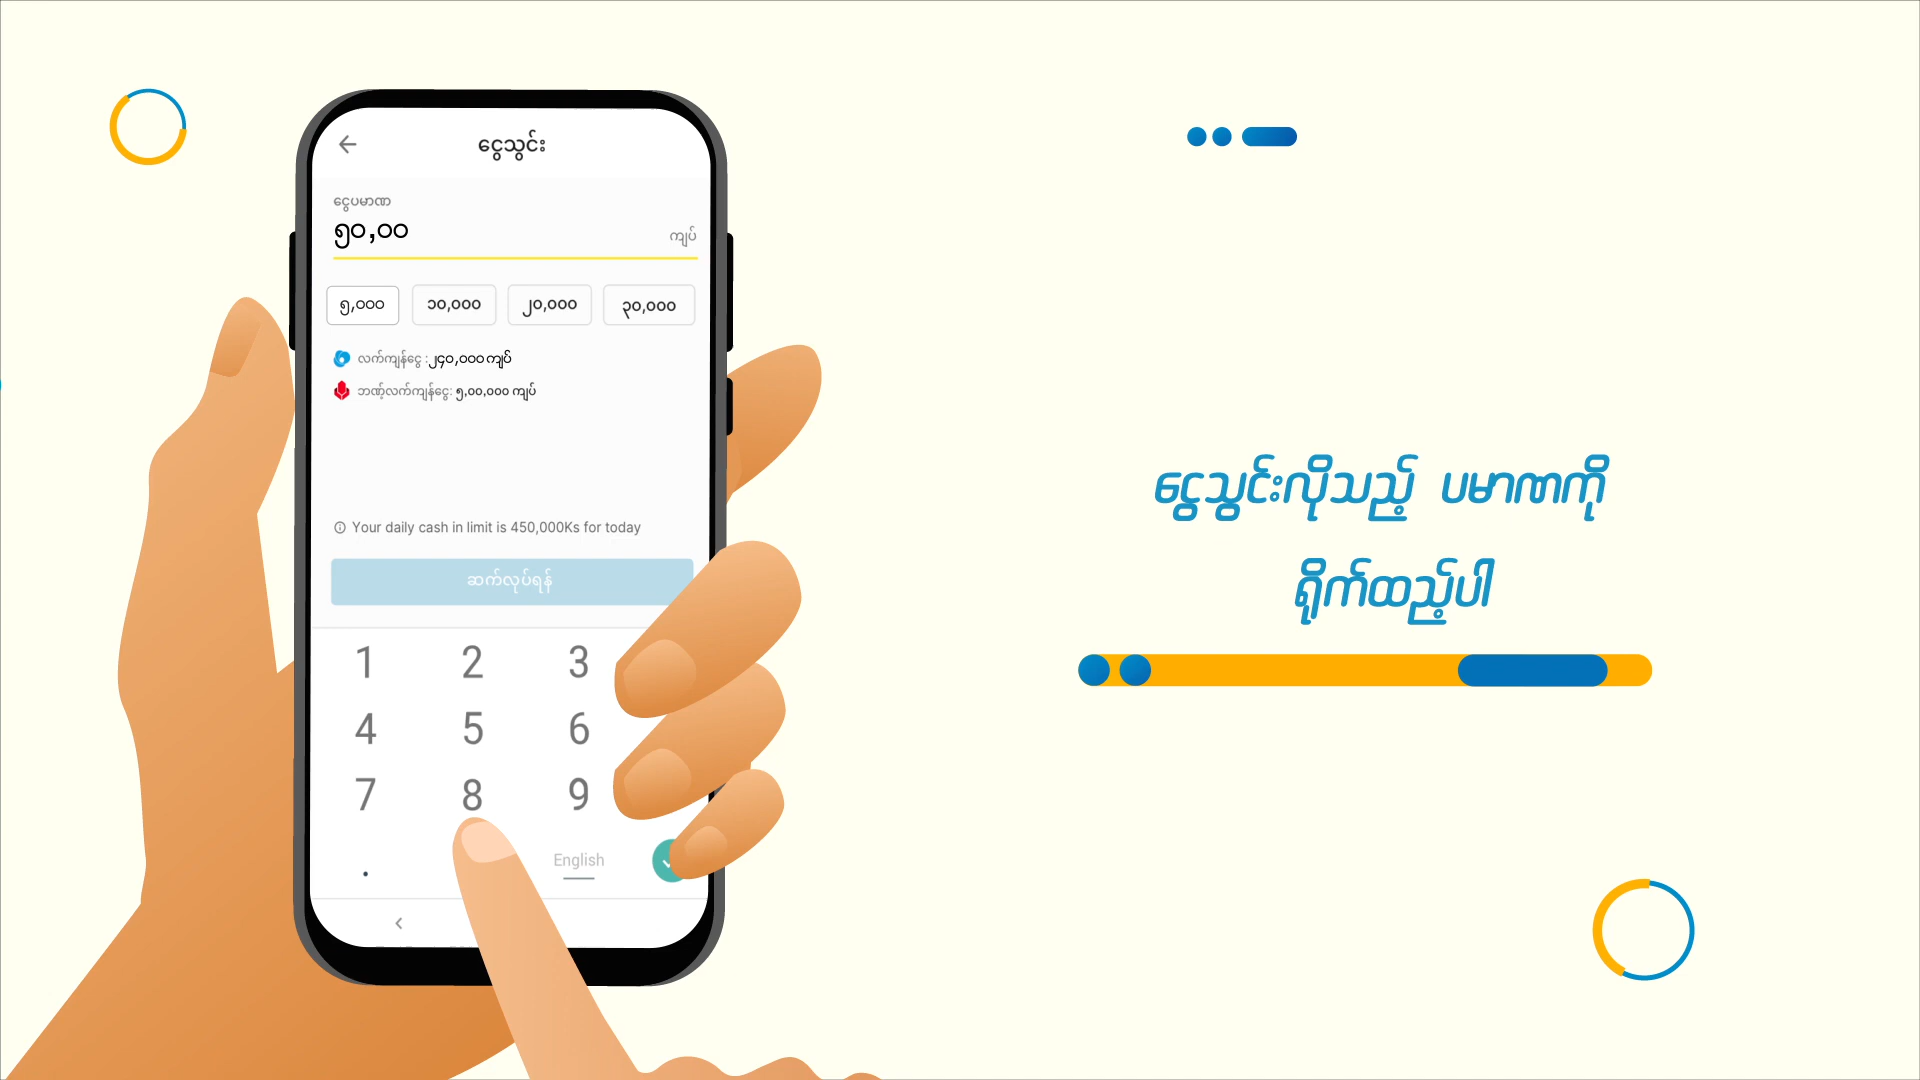 ငွေသွင်း
ငွေပမာဏ
၅၀,၀၀
ကျပ်
၅,၀၀၀ ၁၀,၀၀၀ ၂၀,၀၀၀ ၃၀,၀၀၀
လက်ကျန်ငွေ :၂၄၀,၀၀၀ ကျပ်
ဘဏ်လက်ကျန်ငွေ: ၅,၀၀,၀၀၀ ကျပ်
Your daily cash in limit is 450,000Ks for today
ဆက်လုပ်ရန်
1 2 3
4 5 6
7 8 9
. English
ငွေသွင်းလိုသည့် ပမာဏကို
ရိုက်ထည့်ပါ